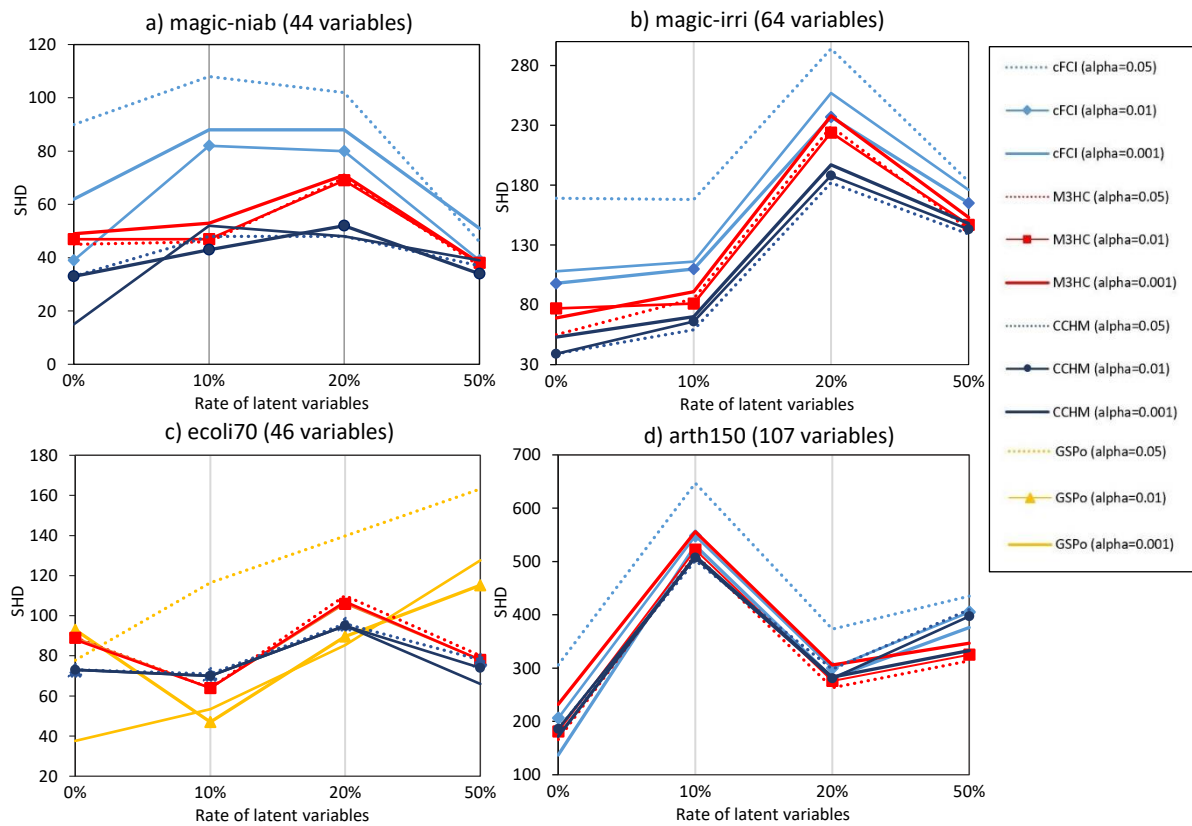 a) magic-niab (44 variables)
120
100
80
60
40
20
0
SHD
0% 10% 20% 50%
Rate of latent variables
b) magic-irri (64 variables)
280
230
180
130
80
30
SHD
0% 10% 20% 50%
Rate of latent variables
c) ecoli70 (46 variables)
180
160
140
120
100
80
60
40
20
SHD
0% 10% 20% 50%
Rate of latent variables
d) arth150 (107 variables)
700
600
500
400
300
200
100
SHD
0% 10% 20% 50%
Rate of latent variables
cFCI (alpha=0.05)
cFCI (alpha=0.01)
cFCI (alpha=0.001)
M3HC (alpha=0.05)
M3HC (alpha=0.01)
M3HC (alpha=0.001)
CCHM (alpha=0.05)
CCHM (alpha=0.01)
CCHM (alpha=0.001)
GSPo (alpha=0.05)
GSPo (alpha=0.01)
GSPo (alpha=0.001)